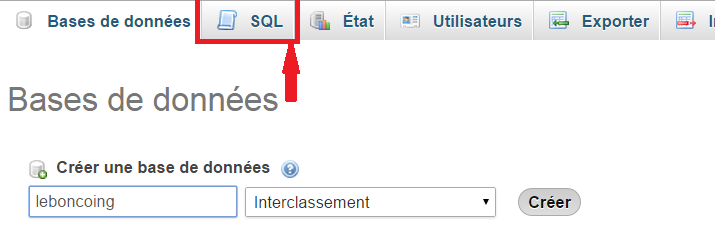 Bases de données SQL État Utilisateurs Exporter
Bases de données
Créer une base de données
leboncoing Interclassement Créer